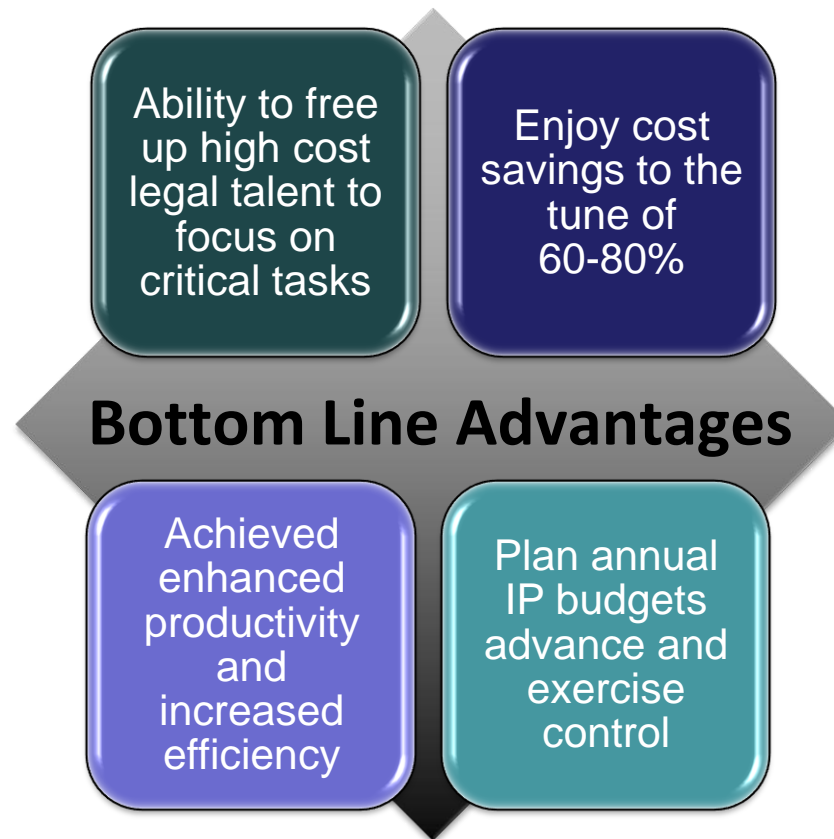 Ability to free
up high cost
legal talent to
focus on
critical tasks
Enjoy cost
savings to the
tune of
60-80%
Bottom Line Advantages
Achieved
enhanced
productivity
and
increased
efficiency
Plan annual
IP budgets
advance and
exercise
control